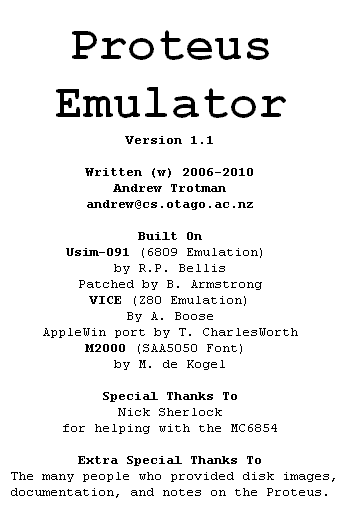 Proteus
Emulator
Version 1.1
Written (w) 2006-2010
Andrew Trotman
andrew@cs.otago.ac.nz
Built On
Usim-091 (6809 Emulation)
by R.P. Bellis
Patched by B. Armstrong
VICE (Z80 Emulation)
By A. Boose
AppleWin port by T. CharlesWorth
M2000 (SAA5050 Font)
by M. de Kogel
Special Thanks To
Nick Sherlock
for helping with the MC6854
Extra Special Thanks To
The many people who provided disk images,
documentation, and notes on the Proteus.